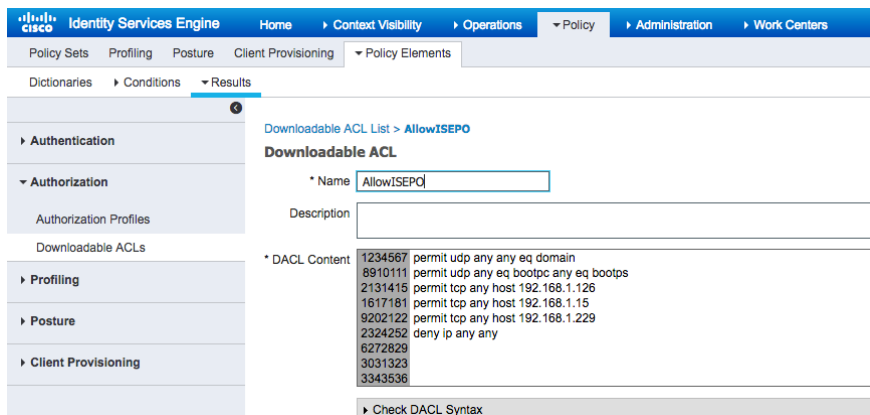 CISCO Identity Services Engine Home Context Visibility Operations Policy Administration Work Centers
Policy Sets Profiling Posture Client Provisioning Policy Elements
Dictionaries Conditions Results
Authentication
Authorization
Authorization Profiles
Downloadable ACLs
Profiling
Posture
Client Provisioning
Downloadable ACL List > AllowISEPO
Downloadable ACL
* Name AllowISEPO
Description
* DACL Content
1234567 permit udp any any eq domain
8910111 permit udp any eq bootpc any eq bootps
2131415 permit tcp any host 192.168.1.126
1617181 permit tcp any host 192.168.1.15
9202122 permit tcp any host 192.168.1.229
2324252 deny ip any any
6272829
3031323
3343536
Check DACL Syntax